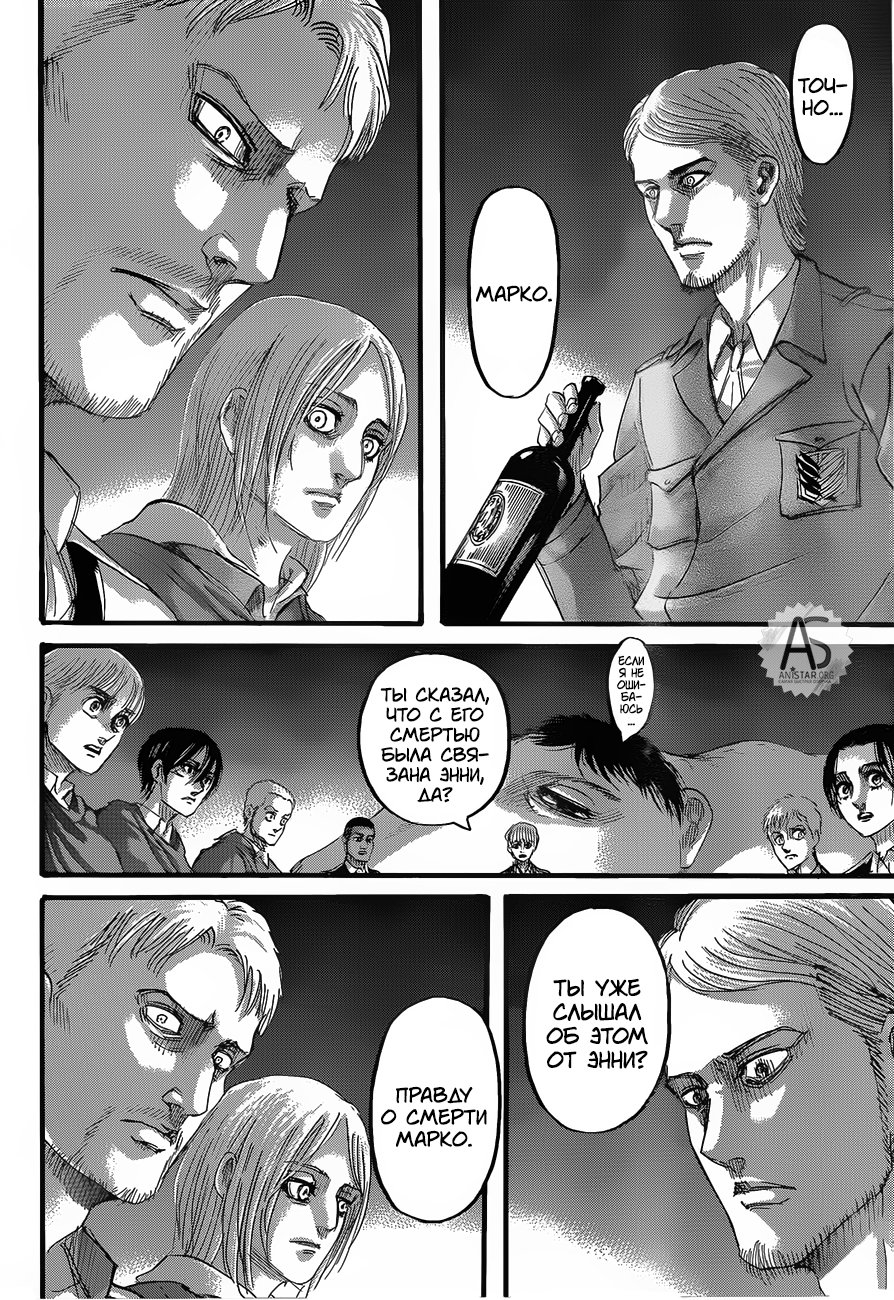 ТОЧ-
НО...
МАРКО.
ЕСЛИ
Я НЕ
ОШИ-
БА-
ЮСЬ
...
ТЫ СКАЗАЛ,
ЧТО С ЕГО
СМЕРТЬЮ
БЫЛА СВЯ-
ЗАНА ЭННИ,
ДА?
AS
ANISTAR.ORG
ТЫ УЖЕ
СЛЫШАЛ
ОБ ЭТОМ
ОТ ЭННИ?
ПРАВДУ
О СМЕРТИ
МАРКО.